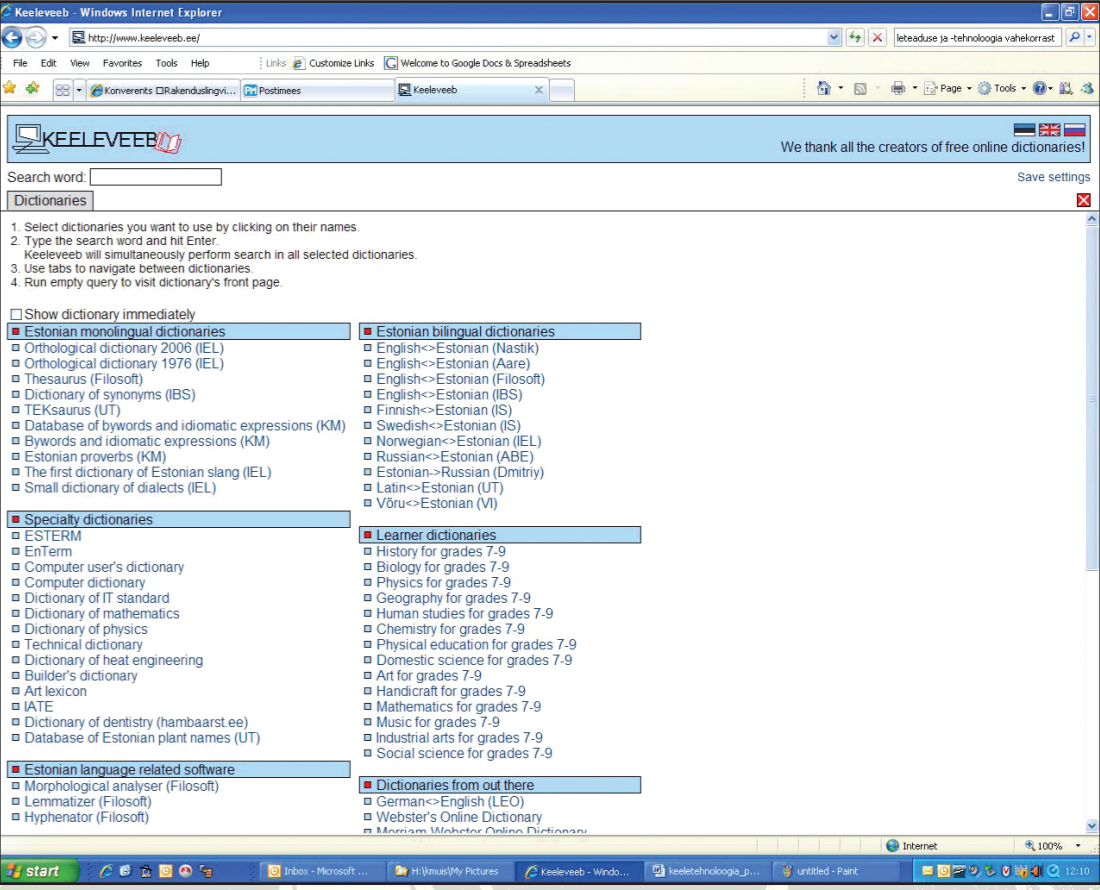 Keeleveeb - Windows Internet Explorer
http://www.keeleveeb.ee/
leteaduse ja -tehnoloogia vahekorrast
File Edit View Favorites Tools Help
Links Customize Links Welcome to Google Docs & Spreadsheets
Konverents □Rakenduslingvi...
Postimees
Keeleveeb
Page Tools
KEELEVEEB
We thank all the creators of free online dictionaries!
Search word:
Save settings
Dictionaries
1. Select dictionaries you want to use by clicking on their names.
2. Type the search word and hit Enter.
Keeleveeb will simultaneously perform search in all selected dictionaries.
3. Use tabs to navigate between dictionaries.
4. Run empty query to visit dictionary's front page.
Show dictionary immediately
Estonian monolingual dictionaries
Orthological dictionary 2006 (IEL)
Orthological dictionary 1976 (IEL)
Thesaurus (Filosoft)
Dictionary of synonyms (IBS)
TEKsaurus (UT)
Database of bywords and idiomatic expressions (KM)
Bywords and idiomatic expressions (KM)
Estonian proverbs (KM)
The first dictionary of Estonian slang (IEL)
Small dictionary of dialects (IEL)
Specialty dictionaries
ESTERM
EnTerm
Computer user's dictionary
Computer dictionary
Dictionary of IT standard
Dictionary of mathematics
Dictionary of physics
Technical dictionary
Dictionary of heat engineering
Builder's dictionary
Art lexicon
IATE
Dictionary of dentistry (hambaarst.ee)
Database of Estonian plant names (UT)
Estonian language related software
Morphological analyser (Filosoft)
Lemmatizer (Filosoft)
Hyphenator (Filosoft)
Estonian bilingual dictionaries
English<>Estonian (Nastik)
English<>Estonian (Aare)
English<>Estonian (Filosoft)
English<>Estonian (IBS)
Finnish<>Estonian (IS)
Swedish<>Estonian (IS)
Norwegian<>Estonian (IEL)
Russian<>Estonian (ABE)
Estonian->Russian (Dmitriy)
Latin<>Estonian (UT)
Võru<>Estonian (VI)
Learner dictionaries
History for grades 7-9
Biology for grades 7-9
Physics for grades 7-9
Geography for grades 7-9
Human studies for grades 7-9
Chemistry for grades 7-9
Physical education for grades 7-9
Domestic science for grades 7-9
Art for grades 7-9
Handicraft for grades 7-9
Mathematics for grades 7-9
Music for grades 7-9
Industrial arts for grades 7-9
Social science for grades 7-9
Dictionaries from out there
German<>English (LEO)
Webster's Online Dictionary
Merriam Webster Online Dictionary
Internet
100%
start
Inbox - Microsoft ...
H:\kmuis\My Pictures
Keeleveeb - Windo...
keeletehnoloogia_p...
untitled - Paint
12:10